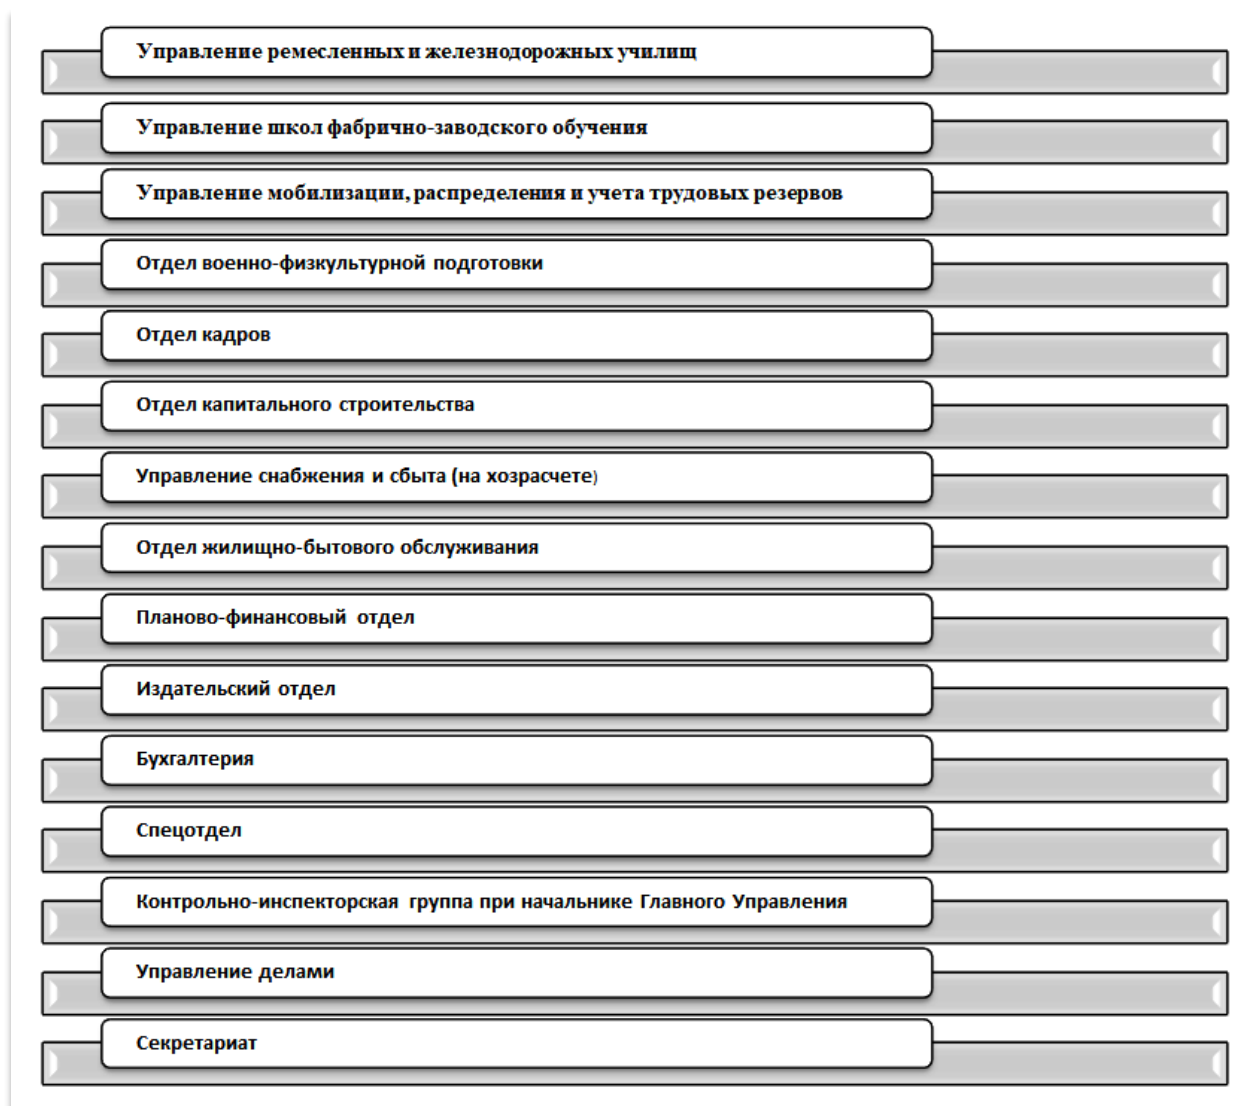 Управление ремесленных и железнодорожных училищ
Управление школ фабрично-заводского обучения
Управление мобилизации, распределения и учета трудовых резервов
Отдел военно-физкультурной подготовки
Отдел кадров
Отдел капитального строительства
Управление снабжения и сбыта (на хозрасчете)
Отдел жилищно-бытового обслуживания
Планово-финансовый отдел
Издательский отдел
Бухгалтерия
Спецотдел
Контрольно-инспекторская группа при начальнике Главного Управления
Управление делами
Секретариат